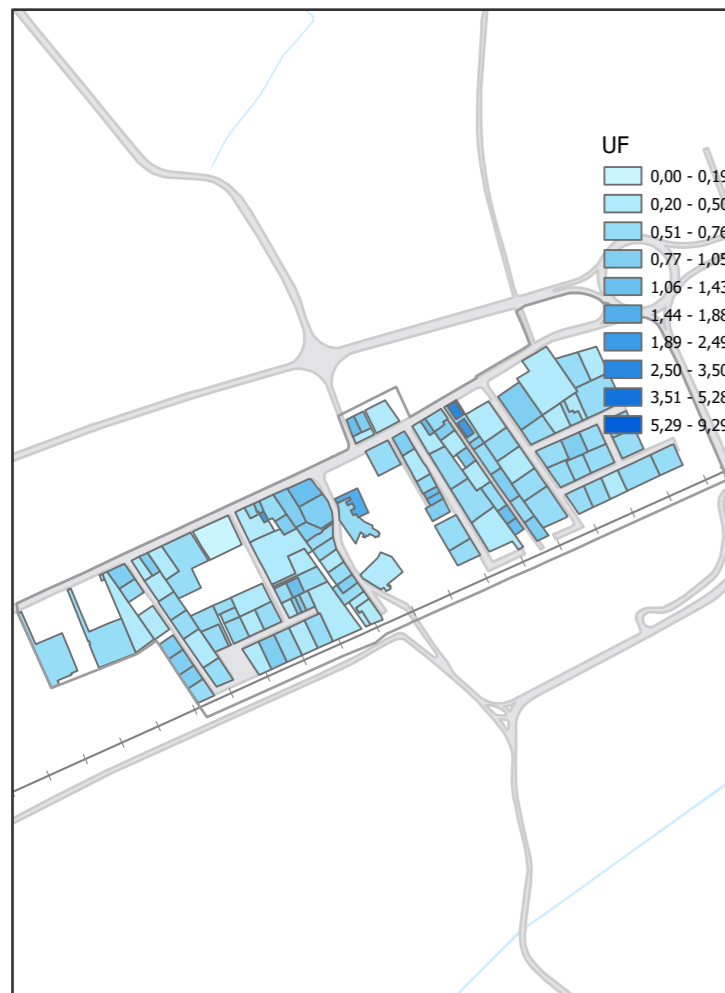 UF
0,00 - 0,19
0,20 - 0,50
0,51 - 0,76
0,77 - 1,05
1,06 - 1,43
1,44 - 1,88
1,89 - 2,49
2,50 - 3,50
3,51 - 5,28
5,29 - 9,29